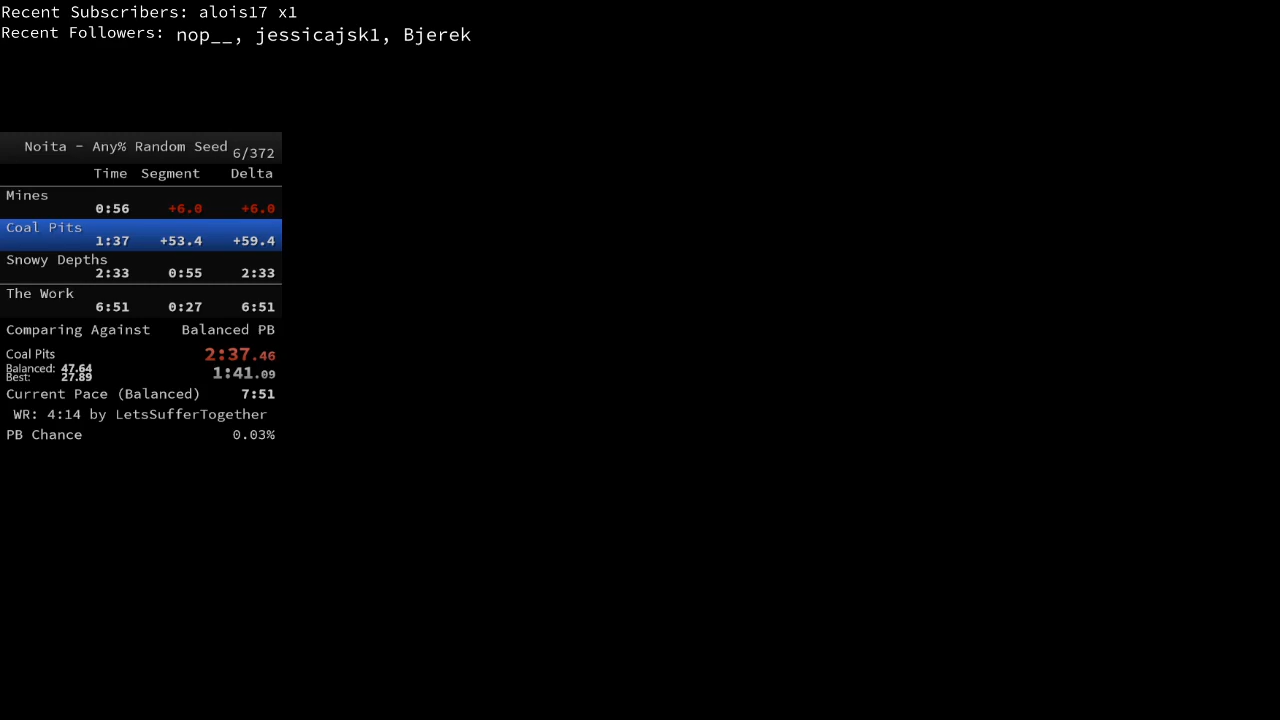 Recent Subscribers: alois17 x1
Recent Followers: nop__, jessicajsk1, Bjerek
Noita - Any% Random Seed 6/372
Time Segment Delta
Mines
0:56 +6.0 +6.0
Coal Pits
1:37 +53.4 +59.4
Snowy Depths
2:33 0:55 2:33
The Work
6:51 0:27 6:51
Comparing Against Balanced PB
Coal Pits 2:37.46
Balanced: 47.64 1:41.09
Best: 27.89
Current Pace (Balanced) 7:51
WR: 4:14 by LetsSufferTogether
PB Chance 0.03%